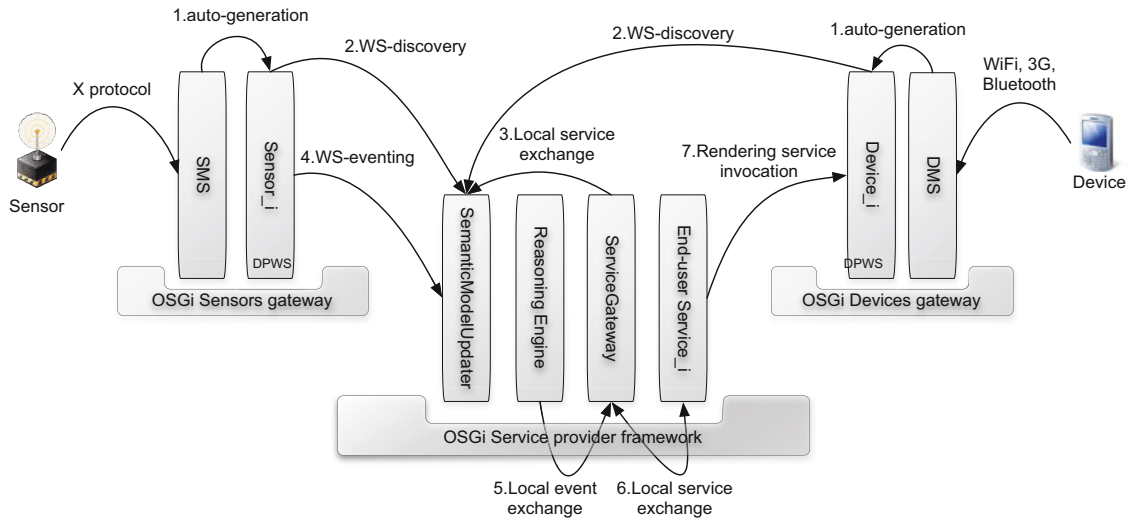 1.auto-generation
2.WS-discovery
2.WS-discovery
1.auto-generation
WiFi, 3G,
Bluetooth
X protocol
3.Local service
exchange
4.WS-eventing
7.Rendering service
invocation
Sensor
SMS
Sensor_i
DPWS
OSGi Sensors gateway
SemanticModelUpdater
Reasoning Engine
ServiceGateway
End-user Service_i
OSGi Service provider framework
Device_i
DPWS
DMS
Device
OSGi Devices gateway
5.Local event
exchange
6.Local service
exchange